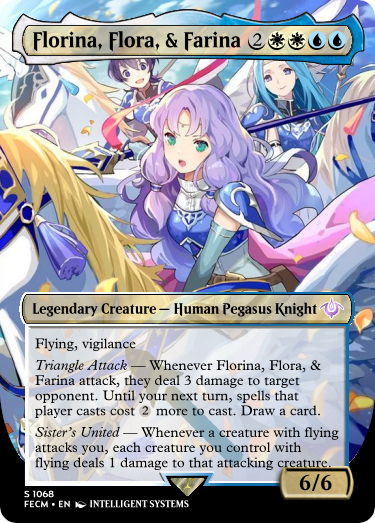 Florina, Flora, & Farina 2
Legendary Creature — Human Pegasus Knight
Flying, vigilance
Triangle Attack — Whenever Florina, Flora, &
Farina attack, they deal 3 damage to target
opponent. Until your next turn, spells that
player casts cost 2 more to cast. Draw a card.
Sister's United — Whenever a creature with flying
attacks you, each creature you control with
flying deals 1 damage to that attacking creature.
6/6
S 1068
FECM • EN INTELLIGENT SYSTEMS